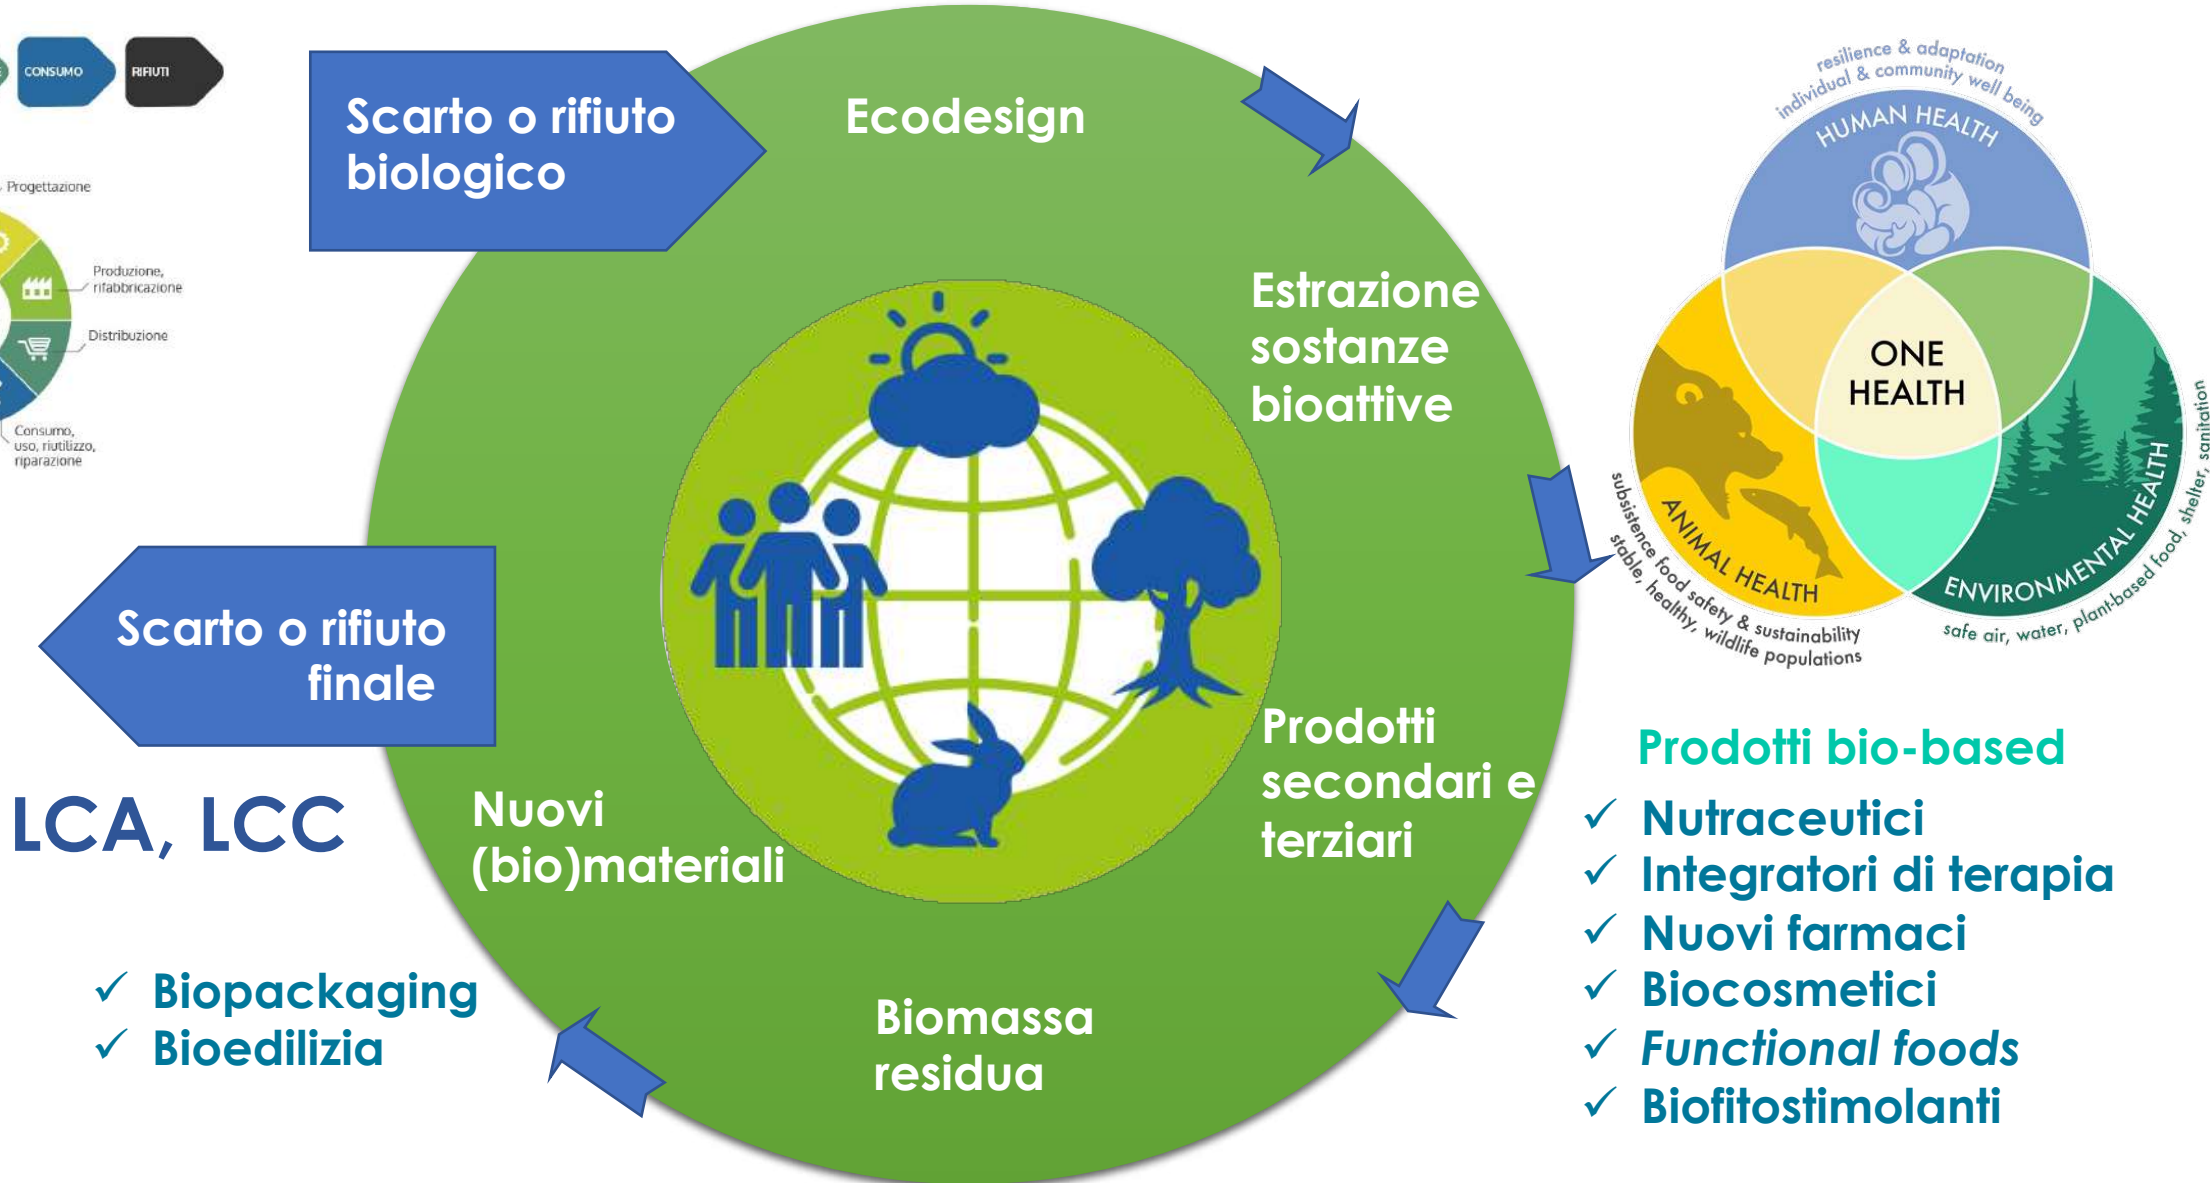 CONSUMO
RIFIUTI
Progettazione
Produzione,
rifabbricazione
Distribuzione
Consumo,
uso, riutilizzo,
riparazione
Scarto o rifiuto
biologico
Ecodesign
Estrazione
sostanze
bioattive
Prodotti
secondari e
terziari
Biomassa
residua
Nuovi
(bio)materiali
Scarto o rifiuto
finale
LCA, LCC
✓ Biopackaging
✓ Bioedilizia
resilience & adaptation
individual & community well being
HUMAN HEALTH
ONE
HEALTH
ANIMAL HEALTH
subsistence food safety & sustainability
stable, healthy, wildlife populations
ENVIRONMENTAL HEALTH
safe air, water, plant-based food, shelter, sanitation
Prodotti bio-based
✓ Nutraceutici
✓ Integratori di terapia
✓ Nuovi farmaci
✓ Biocosmetici
✓ Functional foods
✓ Biofitostimolanti